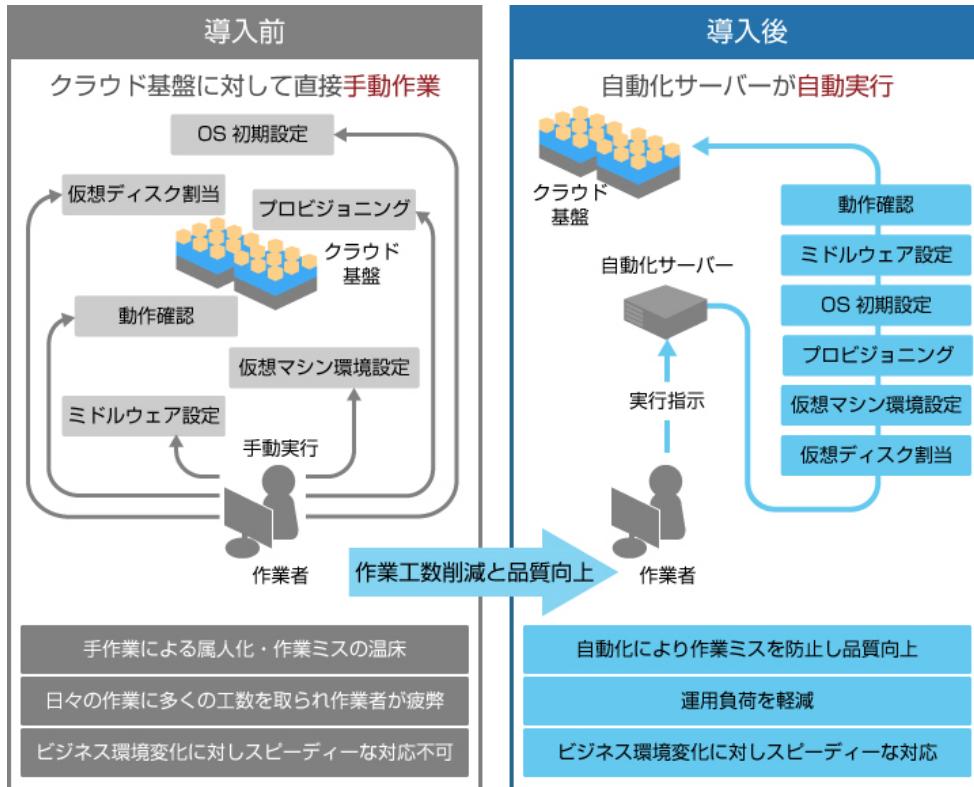 導入前
クラウド基盤に対して直接手動作業
OS 初期設定
仮想ディスク割当
プロビジョニング
クラウド
基盤
動作確認
仮想マシン環境設定
ミドルウェア設定
手動実行
作業者
手作業による属人化・作業ミスの温床
日々の作業に多くの工数を取られ作業者が疲弊
ビジネス環境変化に対しスピーディーな対応不可
作業工数削減と品質向上
導入後
自動化サーバーが自動実行
クラウド
基盤
動作確認
ミドルウェア設定
自動化サーバー
OS 初期設定
プロビジョニング
実行指示
仮想マシン環境設定
仮想ディスク割当
作業者
自動化により作業ミスを防止し品質向上
運用負荷を軽減
ビジネス環境変化に対しスピーディーな対応